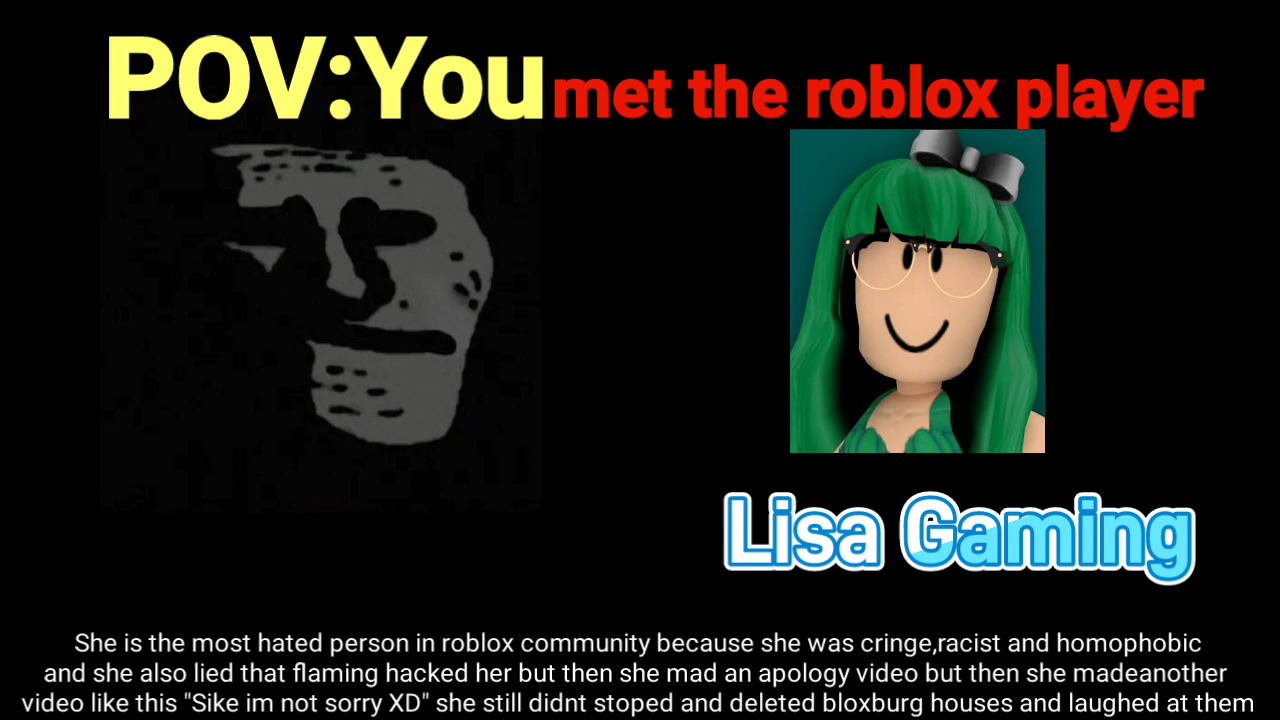 POV:You met the roblox player
Lisa Gaming
She is the most hated person in roblox community because she was cringe,racist and homophobic
and she also lied that flaming hacked her but then she mad an apology video but then she madeanother
video like this "Sike im not sorry XD" she still didnt stoped and deleted bloxburg houses and laughed at them